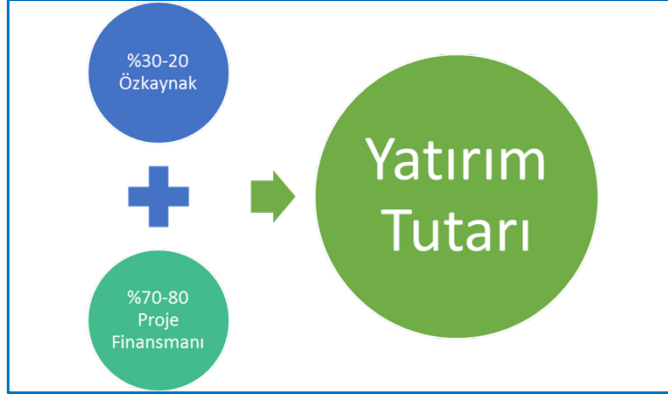 %30-20
Özkaynak
%70-80
Proje
Finansmanı
Yatırım
Tutarı